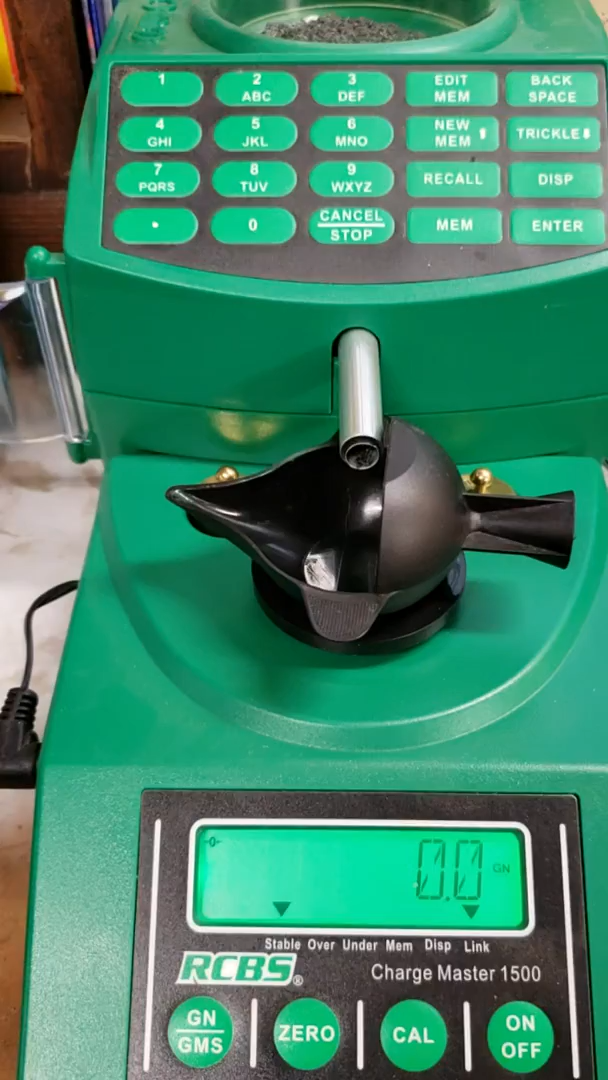 1 2 3 EDIT BACK
ABC DEF MEM SPACE
4 5 6 NEW TRICKLE
GHI JKL MNO MEM
7 8 9 RECALL DISP
PQRS TUV WXYZ
. 0 CANCEL MEM ENTER
STOP
-0- 0.0 GN
Stable Over Under Mem Disp Link
RCBS® Charge Master 1500
GN ZERO CAL ON
GMS OFF